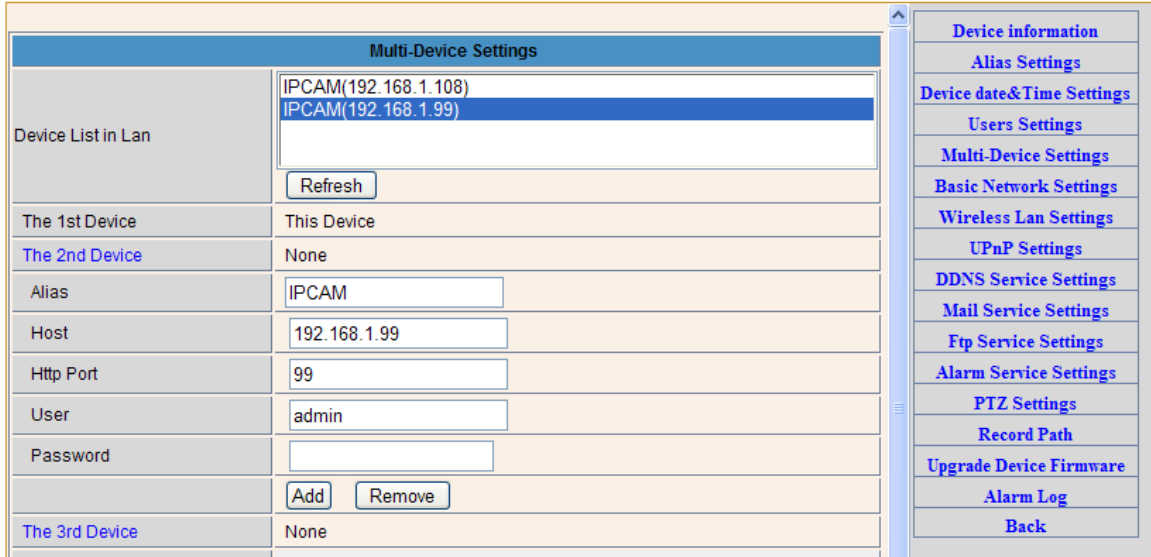 Multi-Device Settings
Device List in Lan
IPCAM(192.168.1.108)
IPCAM(192.168.1.99)
Refresh
The 1st Device This Device
The 2nd Device None
Alias IPCAM
Host 192.168.1.99
Http Port 99
User admin
Password
Add Remove
The 3rd Device None
Device information
Alias Settings
Device date&Time Settings
Users Settings
Multi-Device Settings
Basic Network Settings
Wireless Lan Settings
UPnP Settings
DDNS Service Settings
Mail Service Settings
Ftp Service Settings
Alarm Service Settings
PTZ Settings
Record Path
Upgrade Device Firmware
Alarm Log
Back